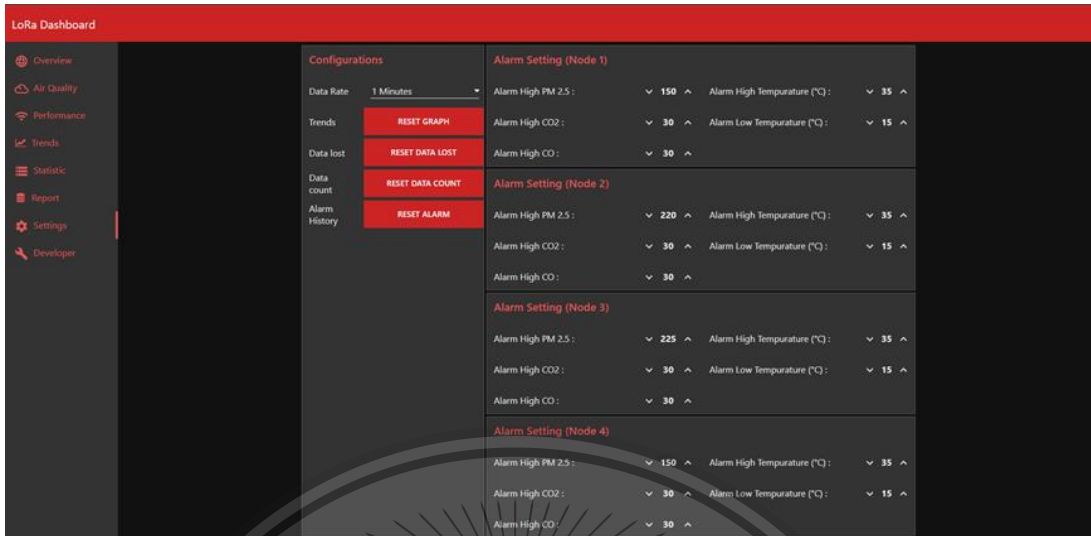 LoRa Dashboard
Overview
Air Quality
Performance
Trends
Statistic
Report
Settings
Developer
Configurations
Data Rate 1 Minutes
Trends RESET GRAPH
Data lost RESET DATA LOST
Data
count RESET DATA COUNT
Alarm
History RESET ALARM
Alarm Setting (Node 1)
Alarm High PM 2.5 : 150 Alarm High Tempurature (°C) : 35
Alarm High CO2 : 30 Alarm Low Tempurature (°C) : 15
Alarm High CO : 30
Alarm Setting (Node 2)
Alarm High PM 2.5 : 220 Alarm High Tempurature (°C) : 35
Alarm High CO2 : 30 Alarm Low Tempurature (°C) : 15
Alarm High CO : 30
Alarm Setting (Node 3)
Alarm High PM 2.5 : 225 Alarm High Tempurature (°C) : 35
Alarm High CO2 : 30 Alarm Low Tempurature (°C) : 15
Alarm High CO : 30
Alarm Setting (Node 4)
Alarm High PM 2.5 : 150 Alarm High Tempurature (°C) : 35
Alarm High CO2 : 30 Alarm Low Tempurature (°C) : 15
Alarm High CO : 30